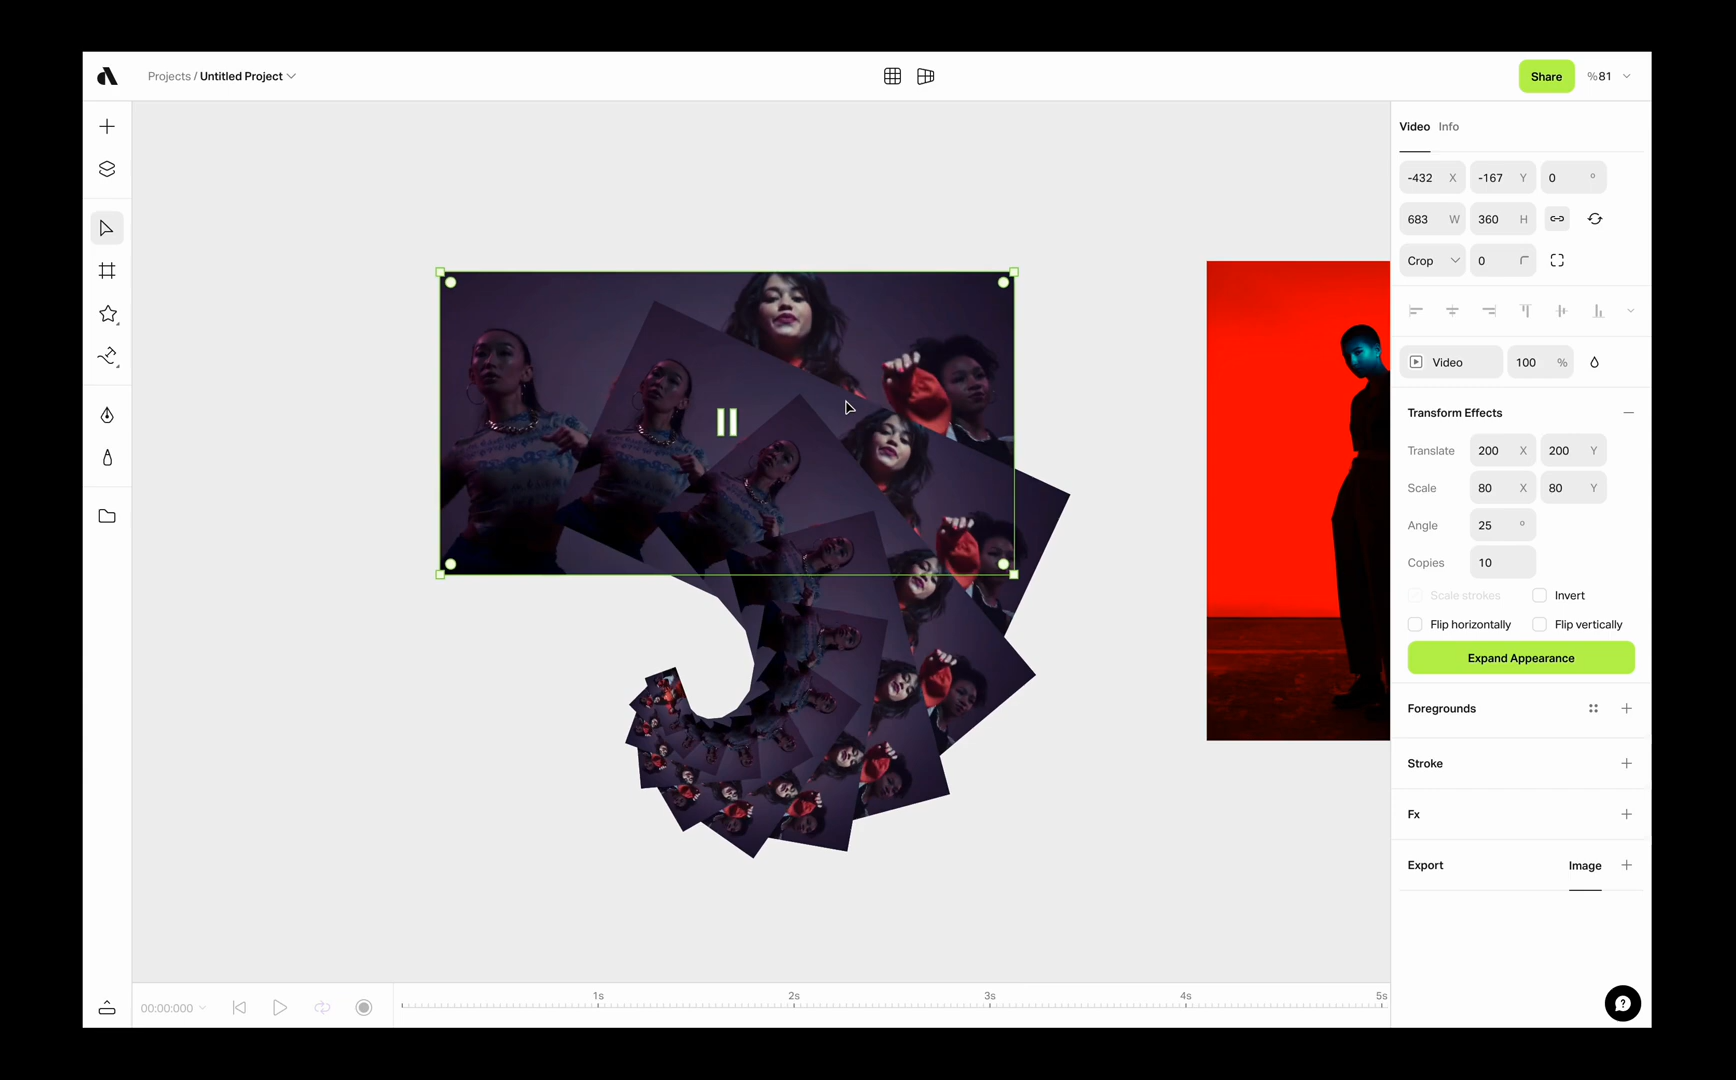 Projects / Untitled Project
Share
%81
Video Info
-432 X -167 Y 0 °
683 W 360 H
Crop 0
Video 100 %
Transform Effects
Translate 200 X 200 Y
Scale 80 X 80 Y
Angle 25 °
Copies 10
Scale strokes Invert
Flip horizontally Flip vertically
Expand Appearance
Foregrounds
Stroke
Fx
Export Image
00:00:000 1s 2s 3s 4s 5s
?